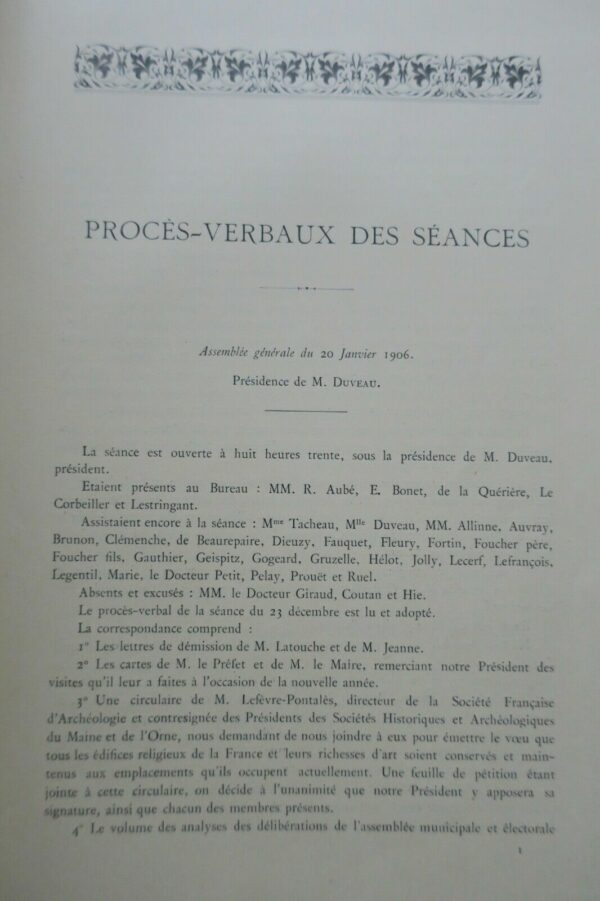 PROCÈS-VERBAUX DES SÉANCES
Assemblée générale du 20 Janvier 1906.
Présidence de M. Duveau.
La séance est ouverte à huit heures trente, sous la présidence de M. Duveau,
président.
Etaient présents au Bureau : MM. R. Aubé, E. Bonet, de la Quérière, Le
Corbeiller et Lestringant.
Assistaient encore à la séance : Mme Tacheau, Mlle Duveau, MM. Allinne, Auvray,
Brunon, Clémenche, de Beaurepaire, Dieuzy, Fauquet, Fleury, Fortin, Foucher père,
Foucher fils, Gauthier, Geispitz, Gogeard, Gruzelle, Hélot, Jolly, Lecerf, Lefrançois,
Legentil, Marie, le Docteur Petit, Pelay, Prouët et Ruel.
Absents et excusés : MM. le Docteur Giraud, Coutan et Hie.
Le procès-verbal de la séance du 23 décembre est lu et adopté.
La correspondance comprend :
1º Les lettres de démission de M. Latouche et de M. Jeanne.
2º Les cartes de M. le Préfet et de M. le Maire, remerciant notre Président des
visites qu'il leur a faites à l'occasion de la nouvelle année.
3º Une circulaire de M. Lefèvre-Pontalès, directeur de la Société Française
d'Archéologie et contresignée des Présidents des Sociétés Historiques et Archéologiques
du Maine et de l'Orne, nous demandant de nous joindre à eux pour émettre le vœu que
tous les édifices religieux de la France et leurs richesses d'art soient conservés et main-
tenus aux emplacements qu'ils occupent actuellement. Une feuille de pétition étant
jointe à cette circulaire, on décide à l'unanimité que notre Président y apposera sa
signature, ainsi que chacun des membres présents.
4º Le volume des analyses des délibérations de l'assemblée municipale et électorale
1